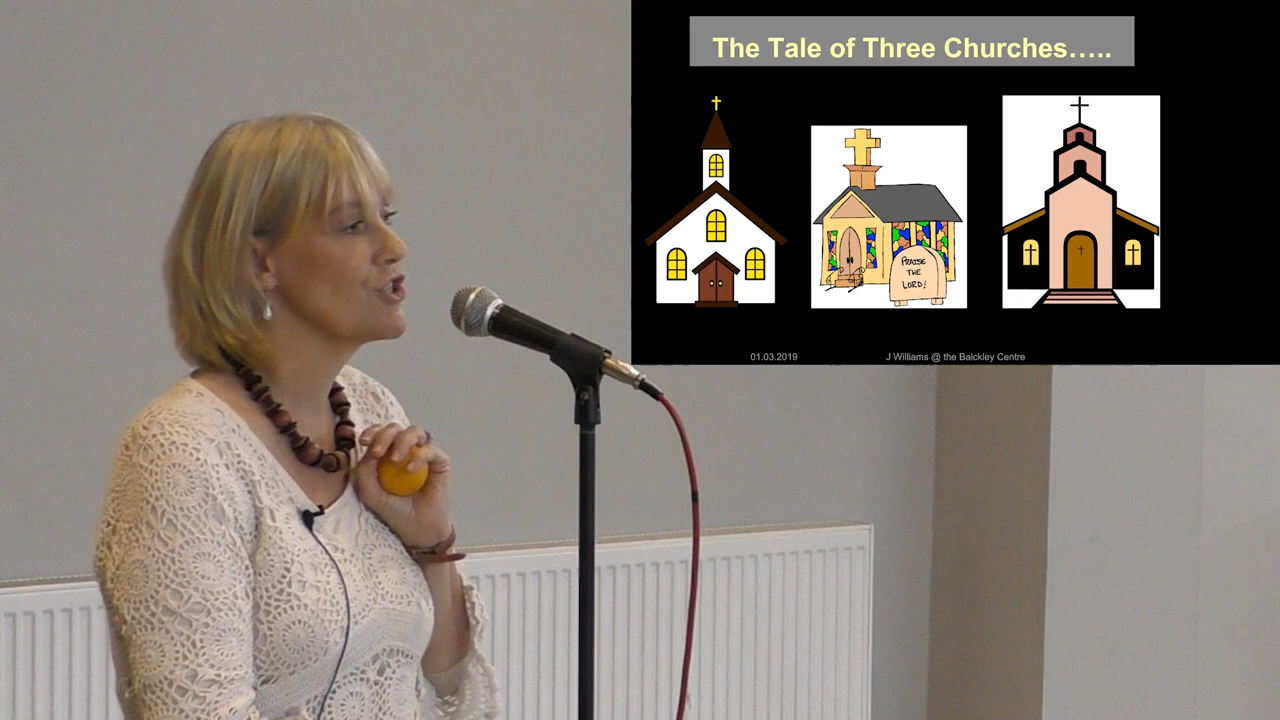 The Tale of Three Churches…..
PRAISE
THE
LORD!
01.03.2019
J Williams @ the Balckley Centre